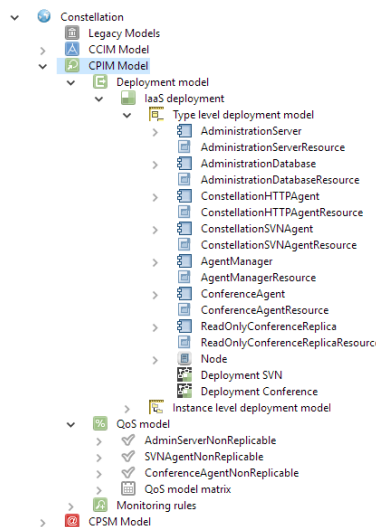 Constellation
Legacy Models
CCIM Model
CPIM Model
Deployment model
IaaS deployment
Type level deployment model
AdministrationServer
AdministrationServerResource
AdministrationDatabase
AdministrationDatabaseResource
ConstellationHTTPAgent
ConstellationHTTPAgentResource
ConstellationSVNAgent
ConstellationSVNAgentResource
AgentManager
AgentManagerResource
ConferenceAgent
ConferenceAgentResource
ReadOnlyConferenceReplica
ReadOnlyConferenceReplicaResource
Node
Deployment SVN
Deployment Conference
Instance level deployment model
QoS model
AdminServerNonReplicable
SVNAgentNonReplicable
ConferenceAgentNonReplicable
QoS model matrix
Monitoring rules
CPSM Model